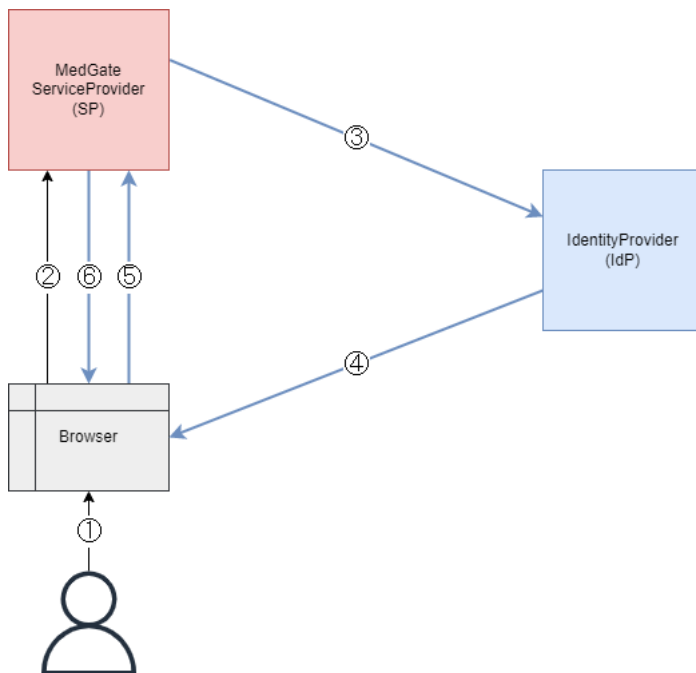 MedGate
ServiceProvider
(SP)
③
IdentityProvider
(IdP)
② ⑥ ⑤
④
Browser
①